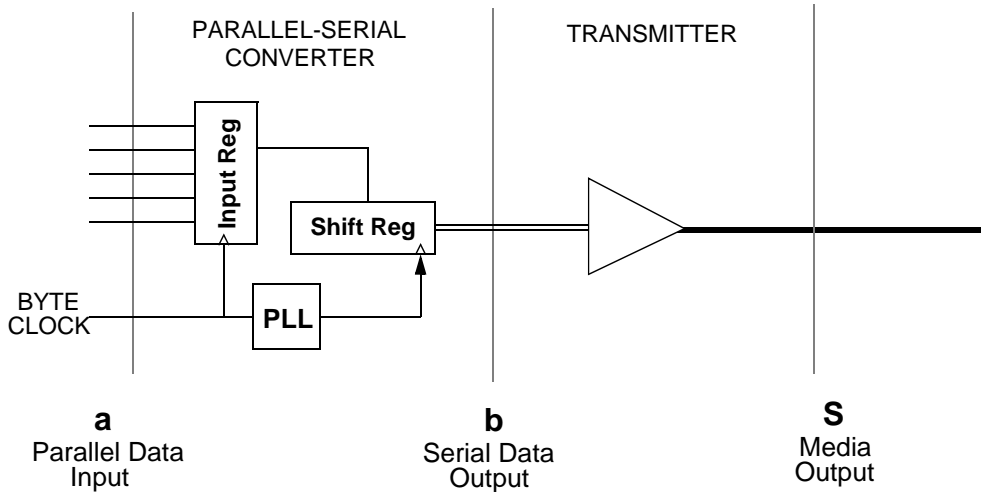 PARALLEL-SERIAL
CONVERTER
TRANSMITTER
Input Reg
Shift Reg
BYTE
CLOCK
PLL
a
Parallel Data
Input
b
Serial Data
Output
S
Media
Output